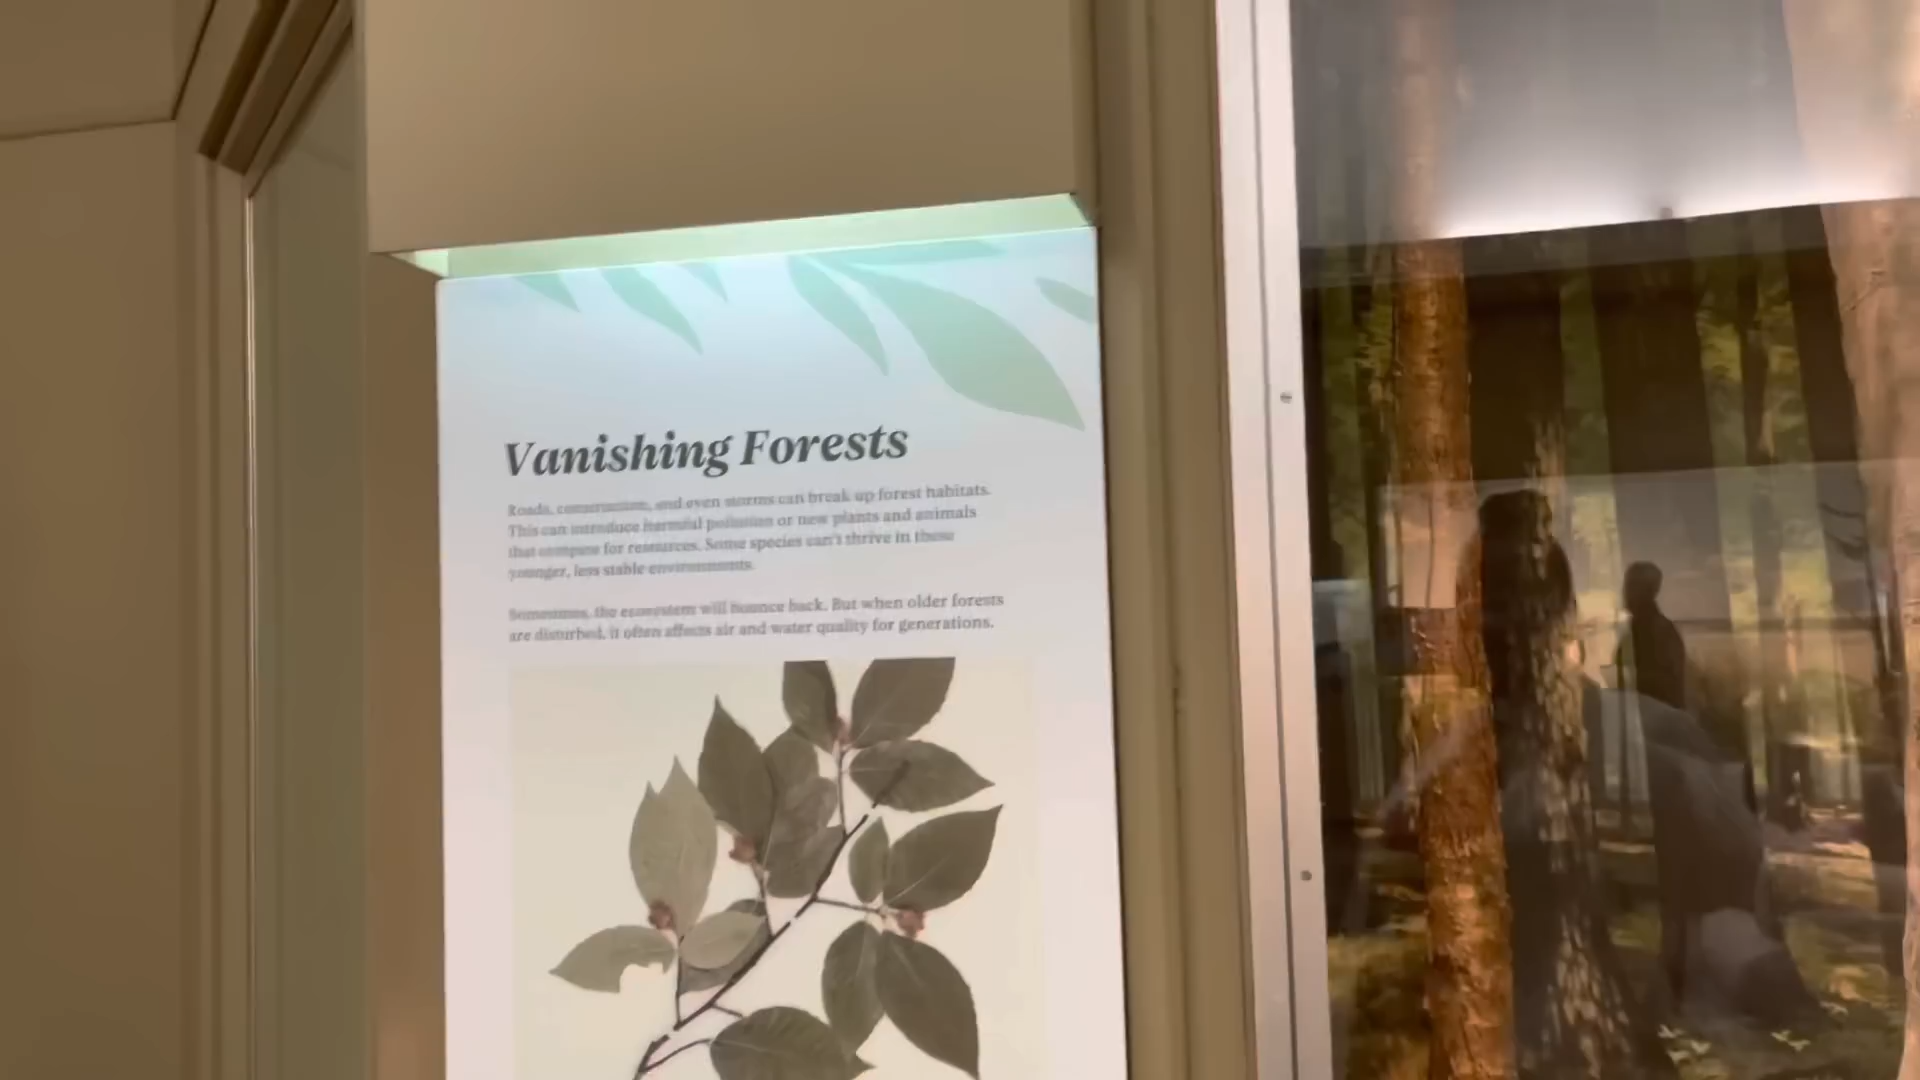 Vanishing Forests
Roads, construction, and even storms can break up forest habitats.
This can introduce harmful pollution or new plants and animals
that compete for resources. Some species can't thrive in these
younger, less stable environments.
Sometimes, the ecosystem will bounce back. But when older forests
are disturbed, it often affects air and water quality for generations.